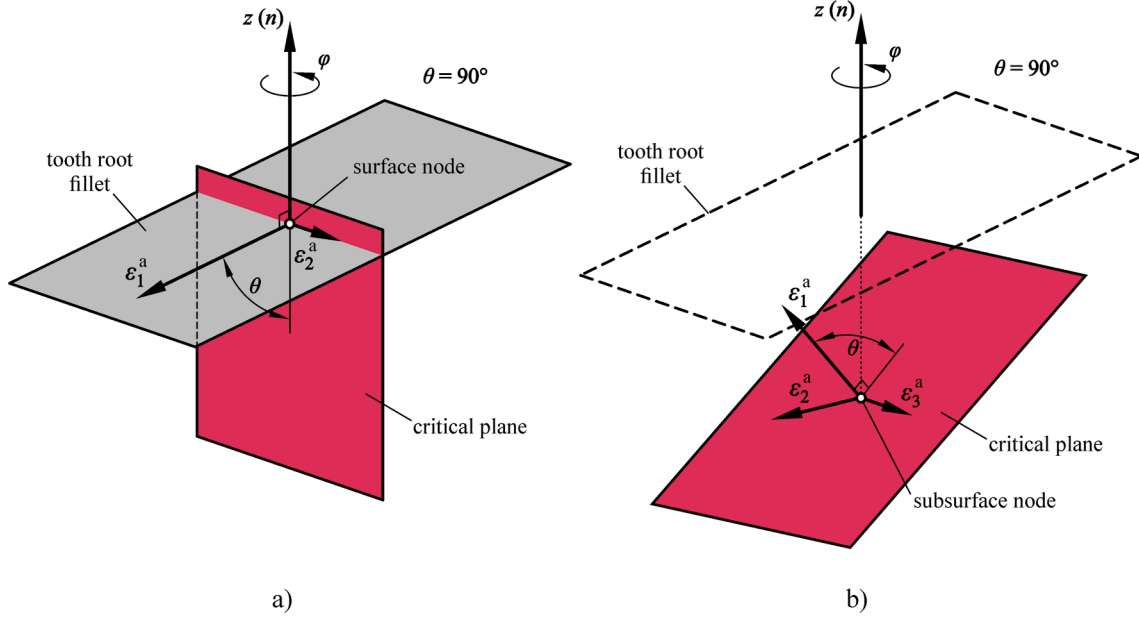 z (n)
φ
θ = 90°
tooth root
fillet
surface node
ε₁ᵃ
ε₂ᵃ
θ
critical plane
a)
z (n)
φ
θ = 90°
tooth root
fillet
ε₁ᵃ
θ
ε₂ᵃ
ε₃ᵃ
critical plane
subsurface node
b)